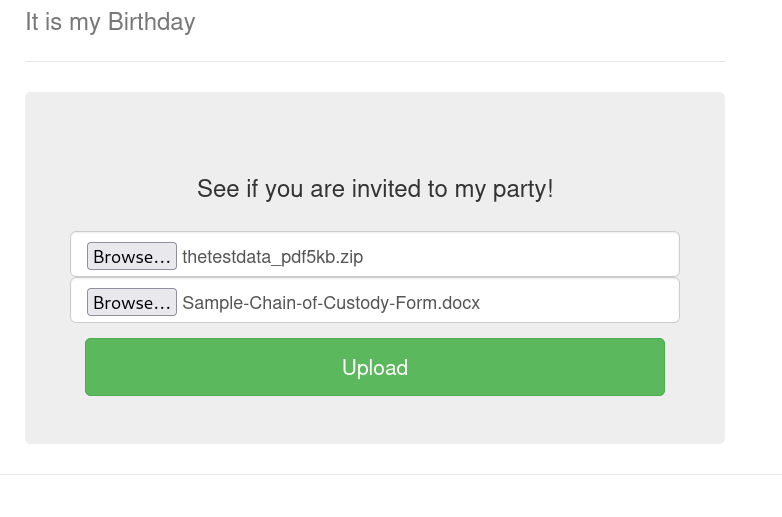 It is my Birthday
See if you are invited to my party!
Browse... thetestdata_pdf5kb.zip
Browse... Sample-Chain-of-Custody-Form.docx
Upload